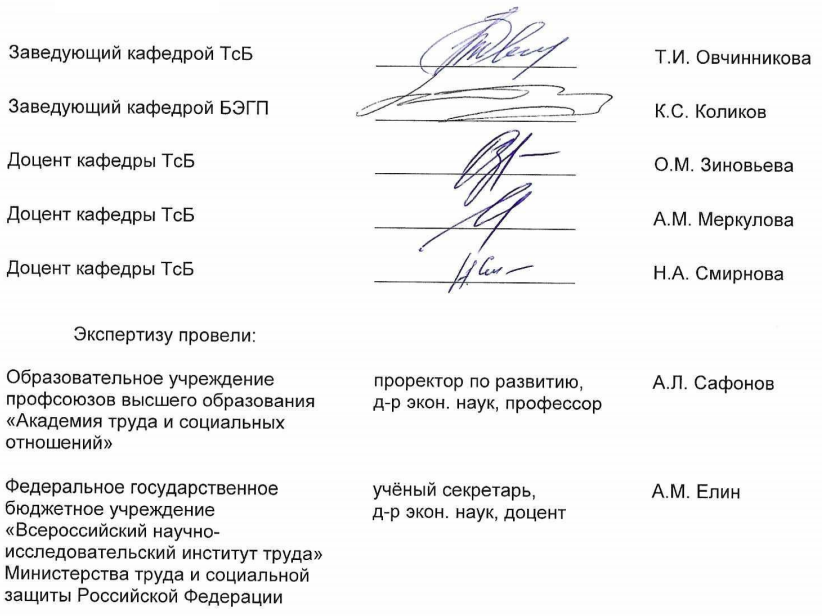 Заведующий кафедрой ТсБ Т.И. Овчинникова
Заведующий кафедрой БЭГП К.С. Коликов
Доцент кафедры ТсБ О.М. Зиновьева
Доцент кафедры ТсБ А.М. Меркулова
Доцент кафедры ТсБ Н.А. Смирнова
Экспертизу провели:
Образовательное учреждение проректор по развитию, А.Л. Сафонов
профсоюзов высшего образования д-р экон. наук, профессор
«Академия труда и социальных
отношений»
Федеральное государственное учёный секретарь, А.М. Елин
бюджетное учреждение д-р экон. наук, доцент
«Всероссийский научно-
исследовательский институт труда»
Министерства труда и социальной
защиты Российской Федерации